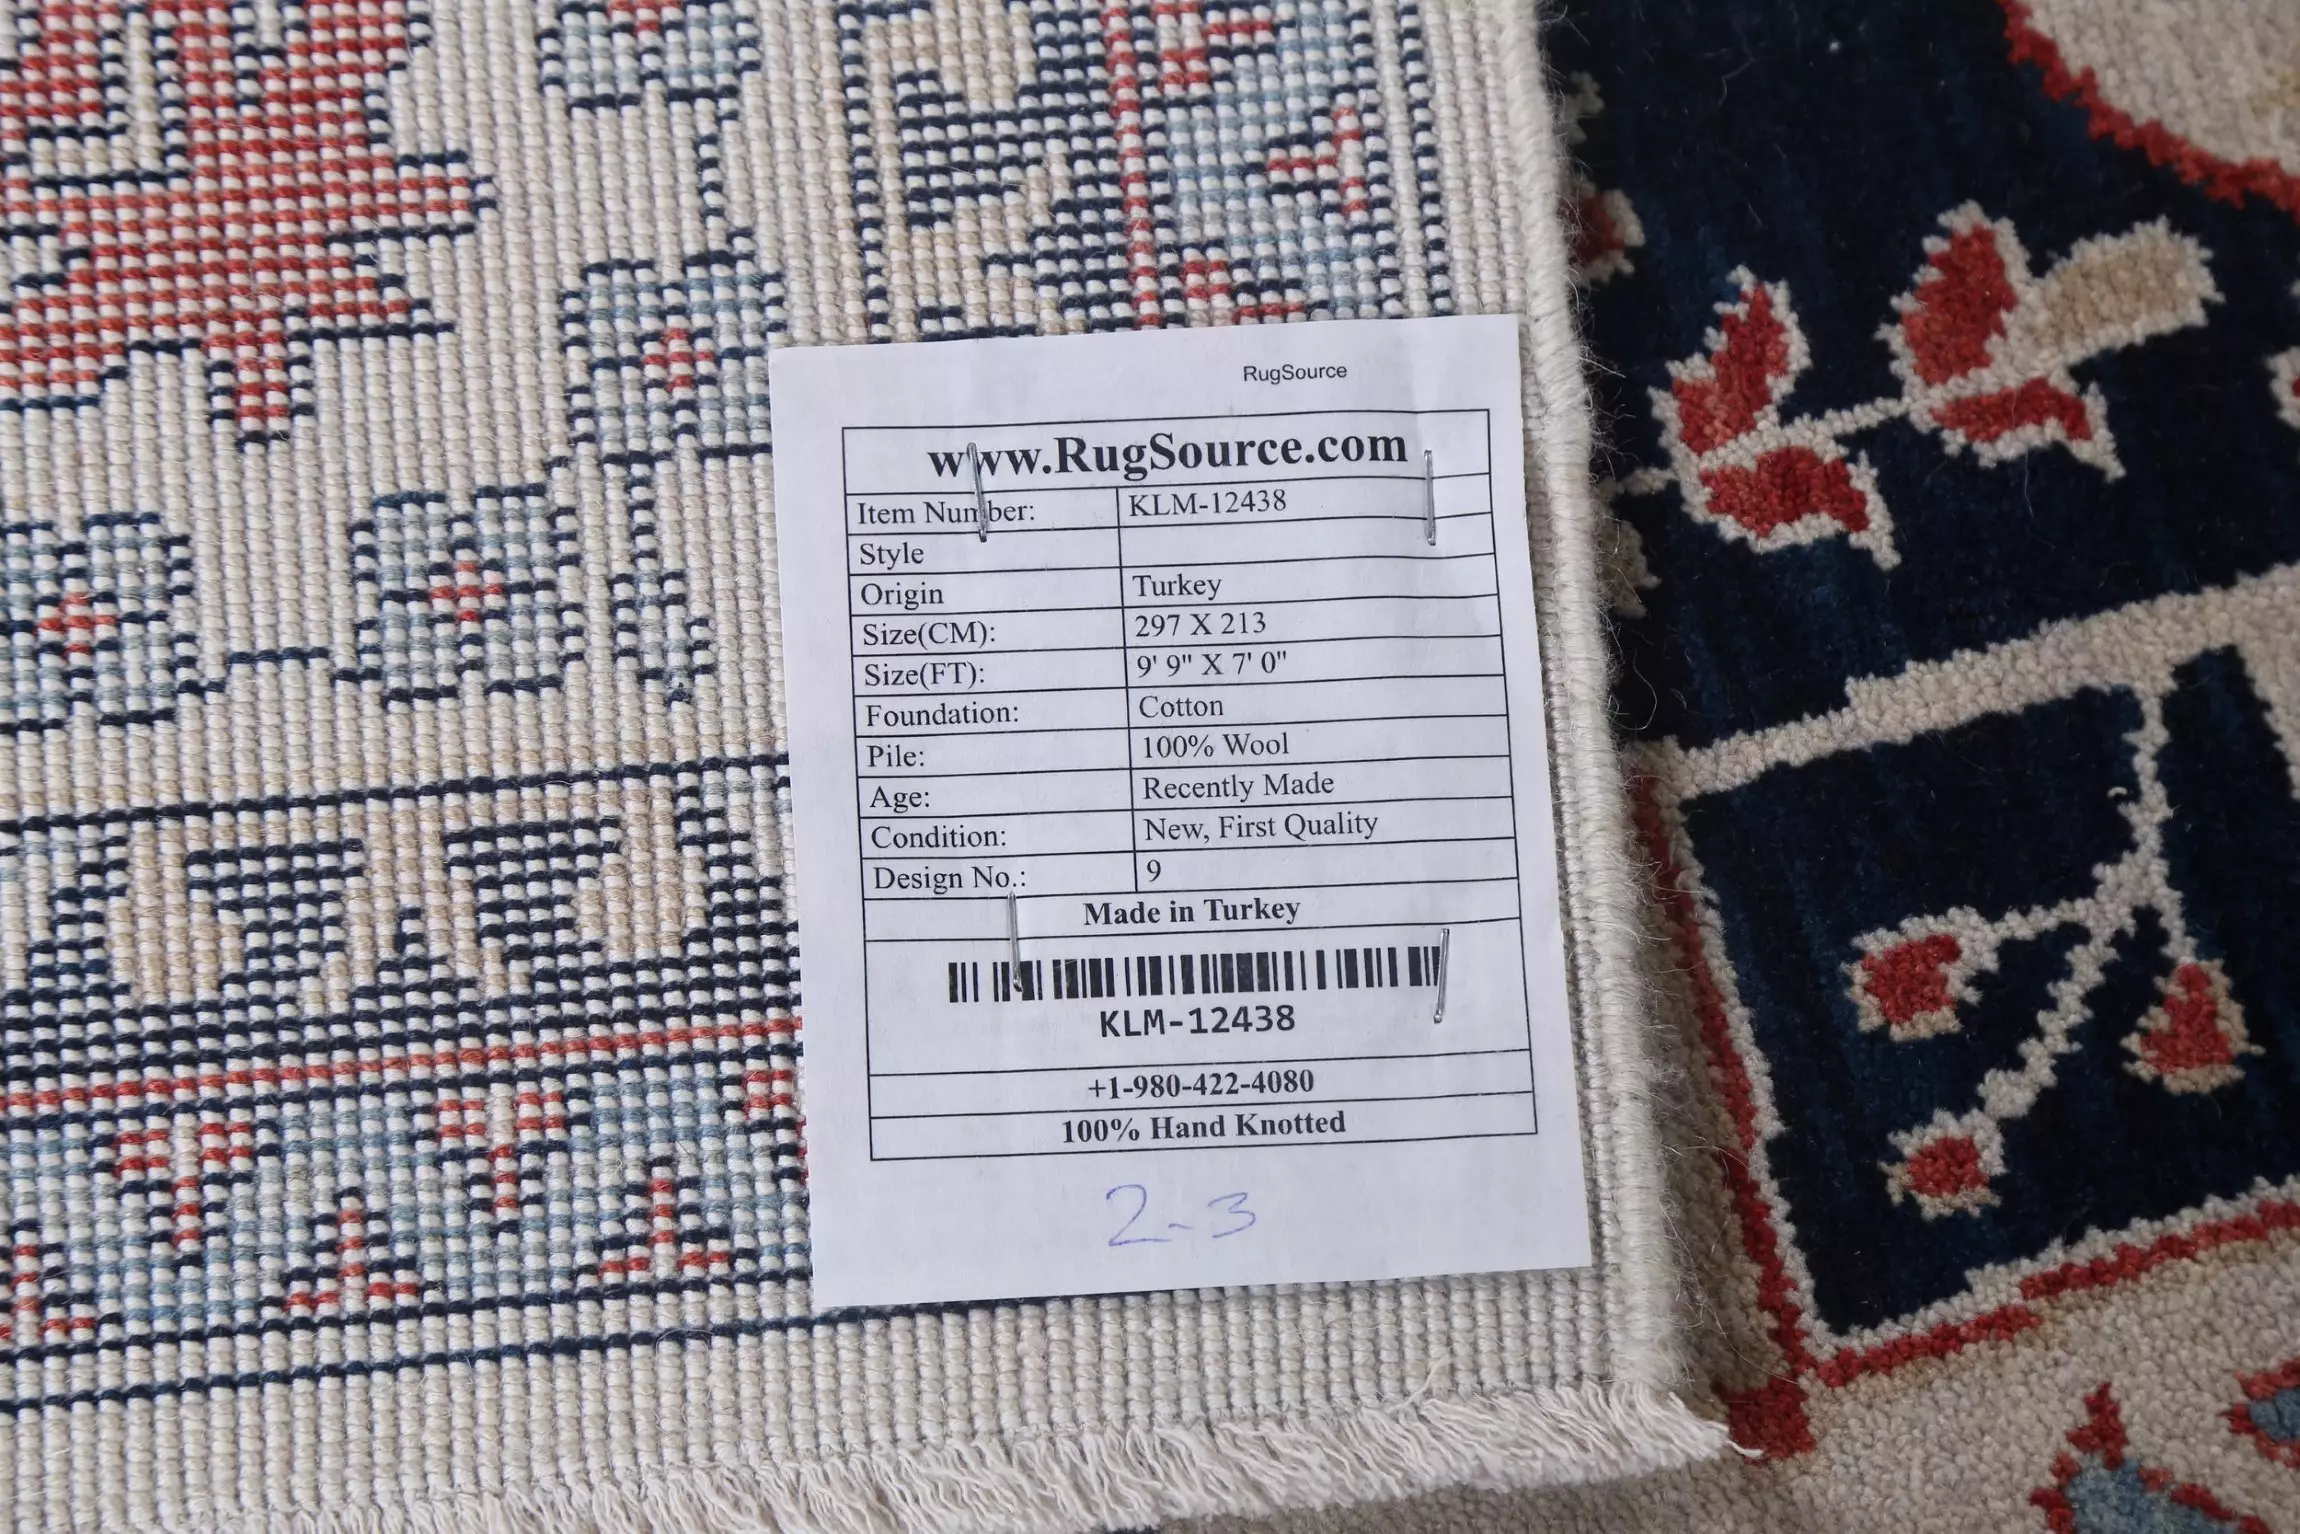 RugSource
www.RugSource.com
Item Number: KLM-12438
Style
Origin Turkey
Size(CM): 297 X 213
Size(FT): 9' 9" X 7' 0"
Foundation: Cotton
Pile: 100% Wool
Age: Recently Made
Condition: New, First Quality
Design No.: 9
Made in Turkey
KLM-12438
+1-980-422-4080
100% Hand Knotted
2-3